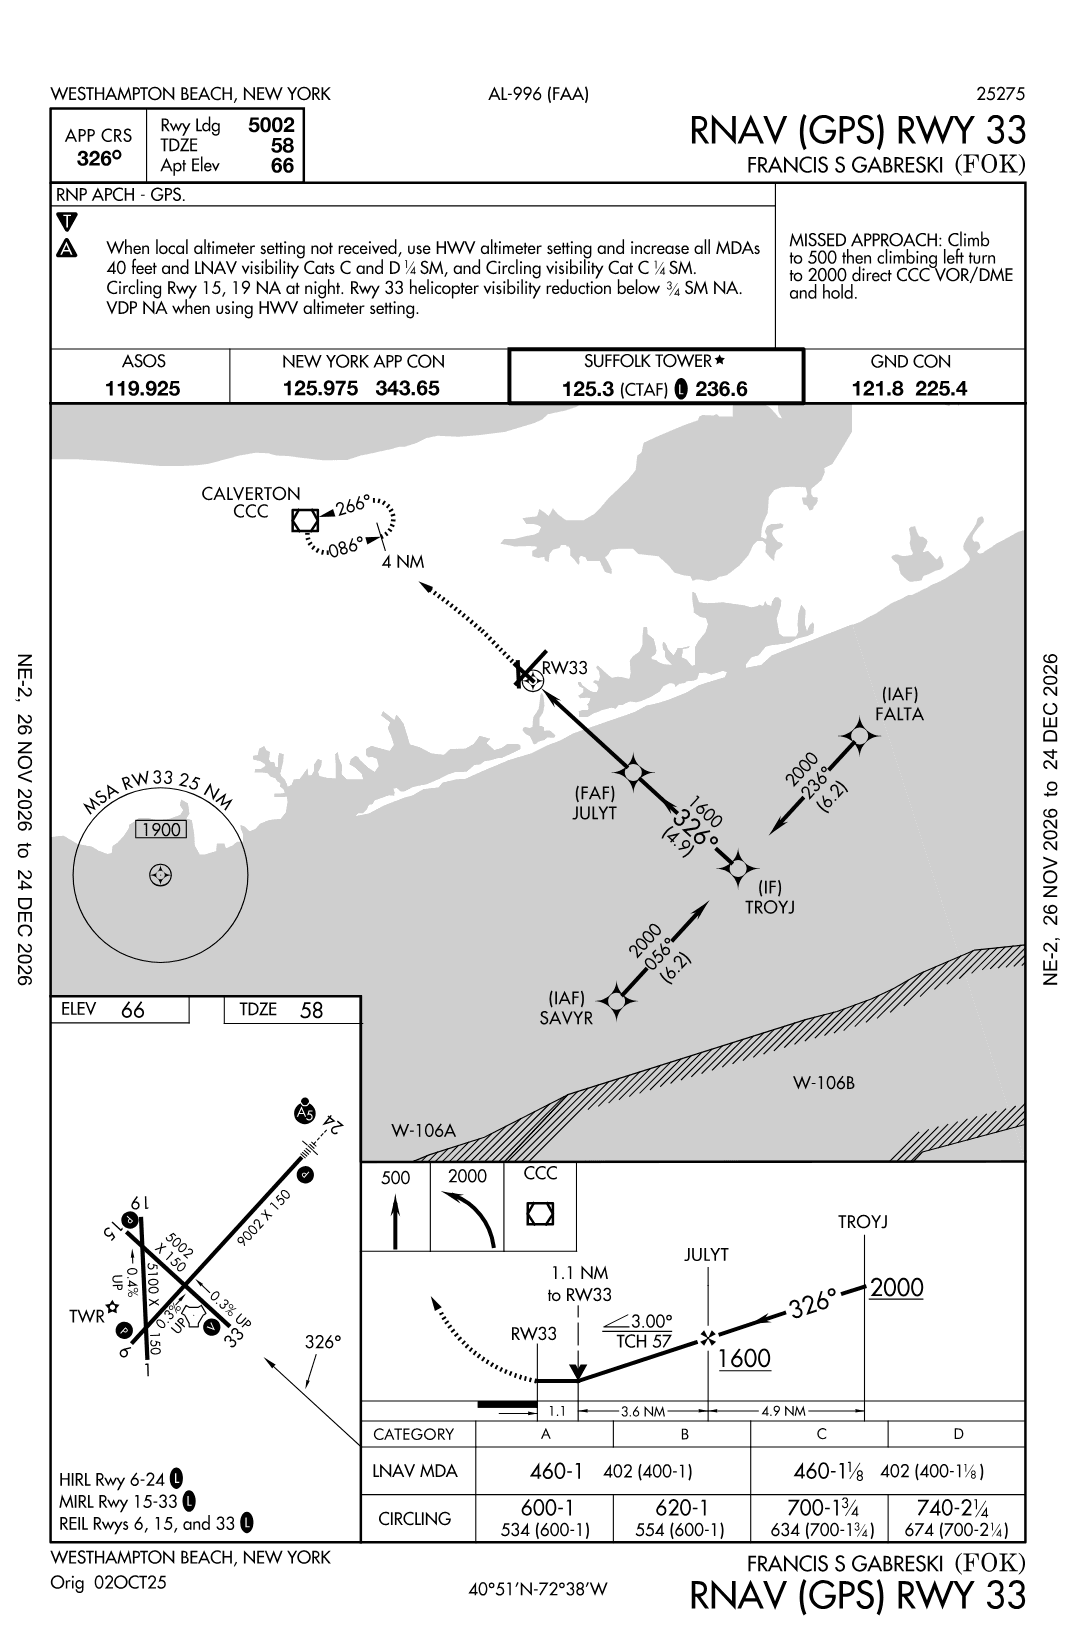 WESTHAMPTON BEACH, NEW YORK
AL-996 (FAA)
25275
APP CRS
326°
Rwy Ldg 5002
TDZE 58
Apt Elev 66
RNAV (GPS) RWY 33
FRANCIS S GABRESKI (FOK)
RNP APCH - GPS.
T
A
When local altimeter setting not received, use HWV altimeter setting and increase all MDAs
40 feet and LNAV visibility Cats C and D ¼ SM, and Circling visibility Cat C ¼ SM.
Circling Rwy 15, 19 NA at night. Rwy 33 helicopter visibility reduction below ¾ SM NA.
VDP NA when using HWV altimeter setting.
MISSED APPROACH: Climb
to 500 then climbing left turn
to 2000 direct CCC VOR/DME
and hold.
ASOS
119.925
NEW YORK APP CON
125.975 343.65
SUFFOLK TOWER★
125.3 (CTAF) L 236.6
GND CON
121.8 225.4
CALVERTON
CCC
266°
086°
4 NM
RW33
(IAF)
FALTA
2000
236°
(6.2)
(FAF)
JULYT
1600
326°
(4.9)
(IF)
TROYJ
2000
056°
(6.2)
(IAF)
SAVYR
MSA RW33 25 NM
1900
W-106B
W-106A
NE-2, 26 NOV 2026 to 24 DEC 2026
NE-2, 26 NOV 2026 to 24 DEC 2026
ELEV 66
TDZE 58
A5
24
P
9002 X 150
19
P
15
5002
X 150
0.4%
UP
5100 X
150
0.3%
UP
0.3% UP
TWR
P
6
1
V
33
326°
HIRL Rwy 6-24 L
MIRL Rwy 15-33 L
REIL Rwys 6, 15, and 33 L
500
2000
CCC
TROYJ
JULYT
1.1 NM
to RW33
RW33
3.00°
TCH 57
326°
2000
1600
1.1
3.6 NM
4.9 NM
CATEGORY A B C D
LNAV MDA 460-1 402 (400-1) 460-1⅛ 402 (400-1⅛)
CIRCLING
600-1
534 (600-1)
620-1
554 (600-1)
700-1¾
634 (700-1¾)
740-2¼
674 (700-2¼)
WESTHAMPTON BEACH, NEW YORK
Orig 02OCT25
40°51'N-72°38'W
FRANCIS S GABRESKI (FOK)
RNAV (GPS) RWY 33